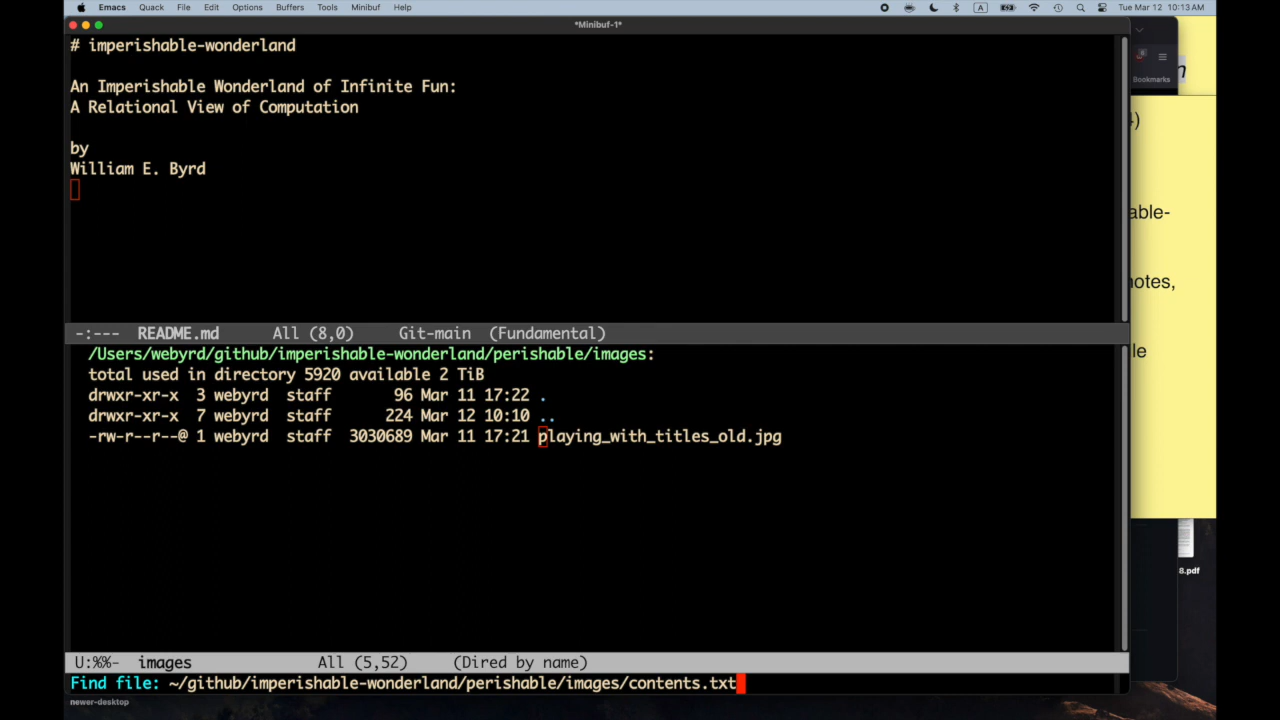 Emacs Quack File Edit Options Buffers Tools Minibuf Help
A Tue Mar 12 10:13 AM
*Minibuf-1*
# imperishable-wonderland
An Imperishable Wonderland of Infinite Fun:
A Relational View of Computation
by
William E. Byrd
-:--- README.md All (8,0) Git-main (Fundamental)
/Users/webyrd/github/imperishable-wonderland/perishable/images:
total used in directory 5920 available 2 TiB
drwxr-xr-x 3 webyrd staff 96 Mar 11 17:22 .
drwxr-xr-x 7 webyrd staff 224 Mar 12 10:10 ..
-rw-r--r--@ 1 webyrd staff 3030689 Mar 11 17:21 playing_with_titles_old.jpg
U:%%- images All (5,52) (Dired by name)
Find file: ~/github/imperishable-wonderland/perishable/images/contents.txt
newer-desktop
Bookmarks
n
4)
able-
notes,
le
8.pdf